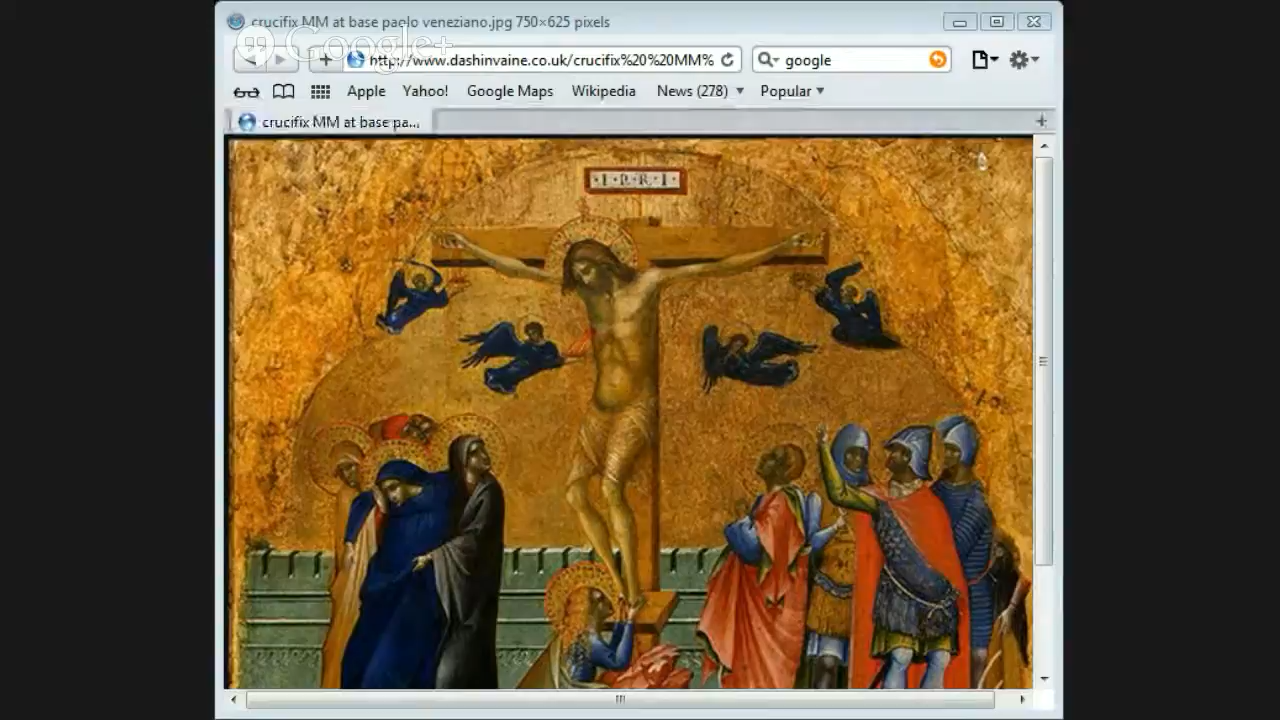 crucifix MM at base paolo veneziano.jpg 750×625 pixels
Google+
http://www.dashinvaine.co.uk/crucifix%20%20MM%
google
Apple Yahoo! Google Maps Wikipedia News (278) Popular
crucifix MM at base pa...
·I·N·R·I·